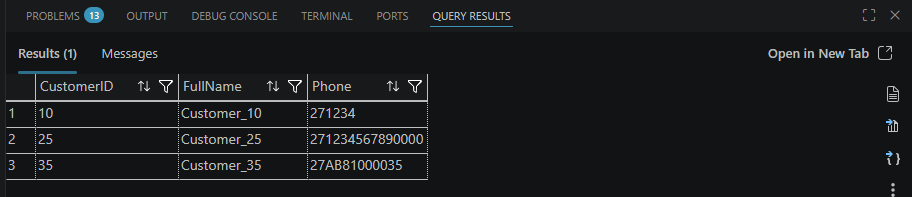 PROBLEMS 13 OUTPUT DEBUG CONSOLE TERMINAL PORTS QUERY RESULTS
Results (1) Messages Open in New Tab
CustomerID FullName Phone
1 10 Customer_10 271234
2 25 Customer_25 271234567890000
3 35 Customer_35 27AB81000035